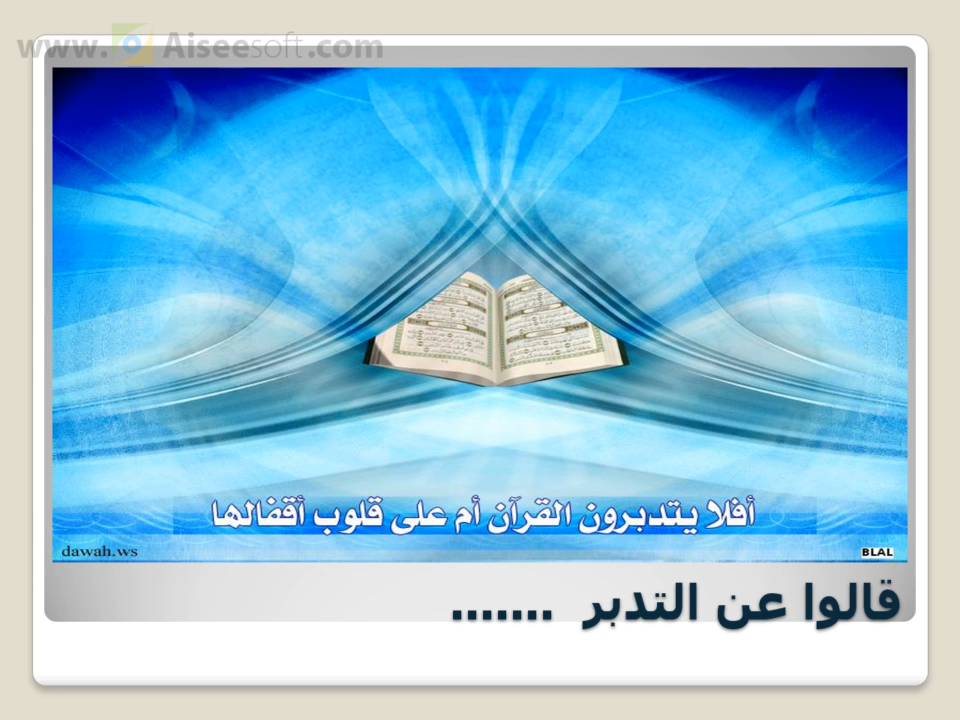 www.Aiseesoft.com
أفلا يتدبرون القرآن أم على قلوب أقفالها
dawah.ws
BLAL
قالوا عن التدبر .......